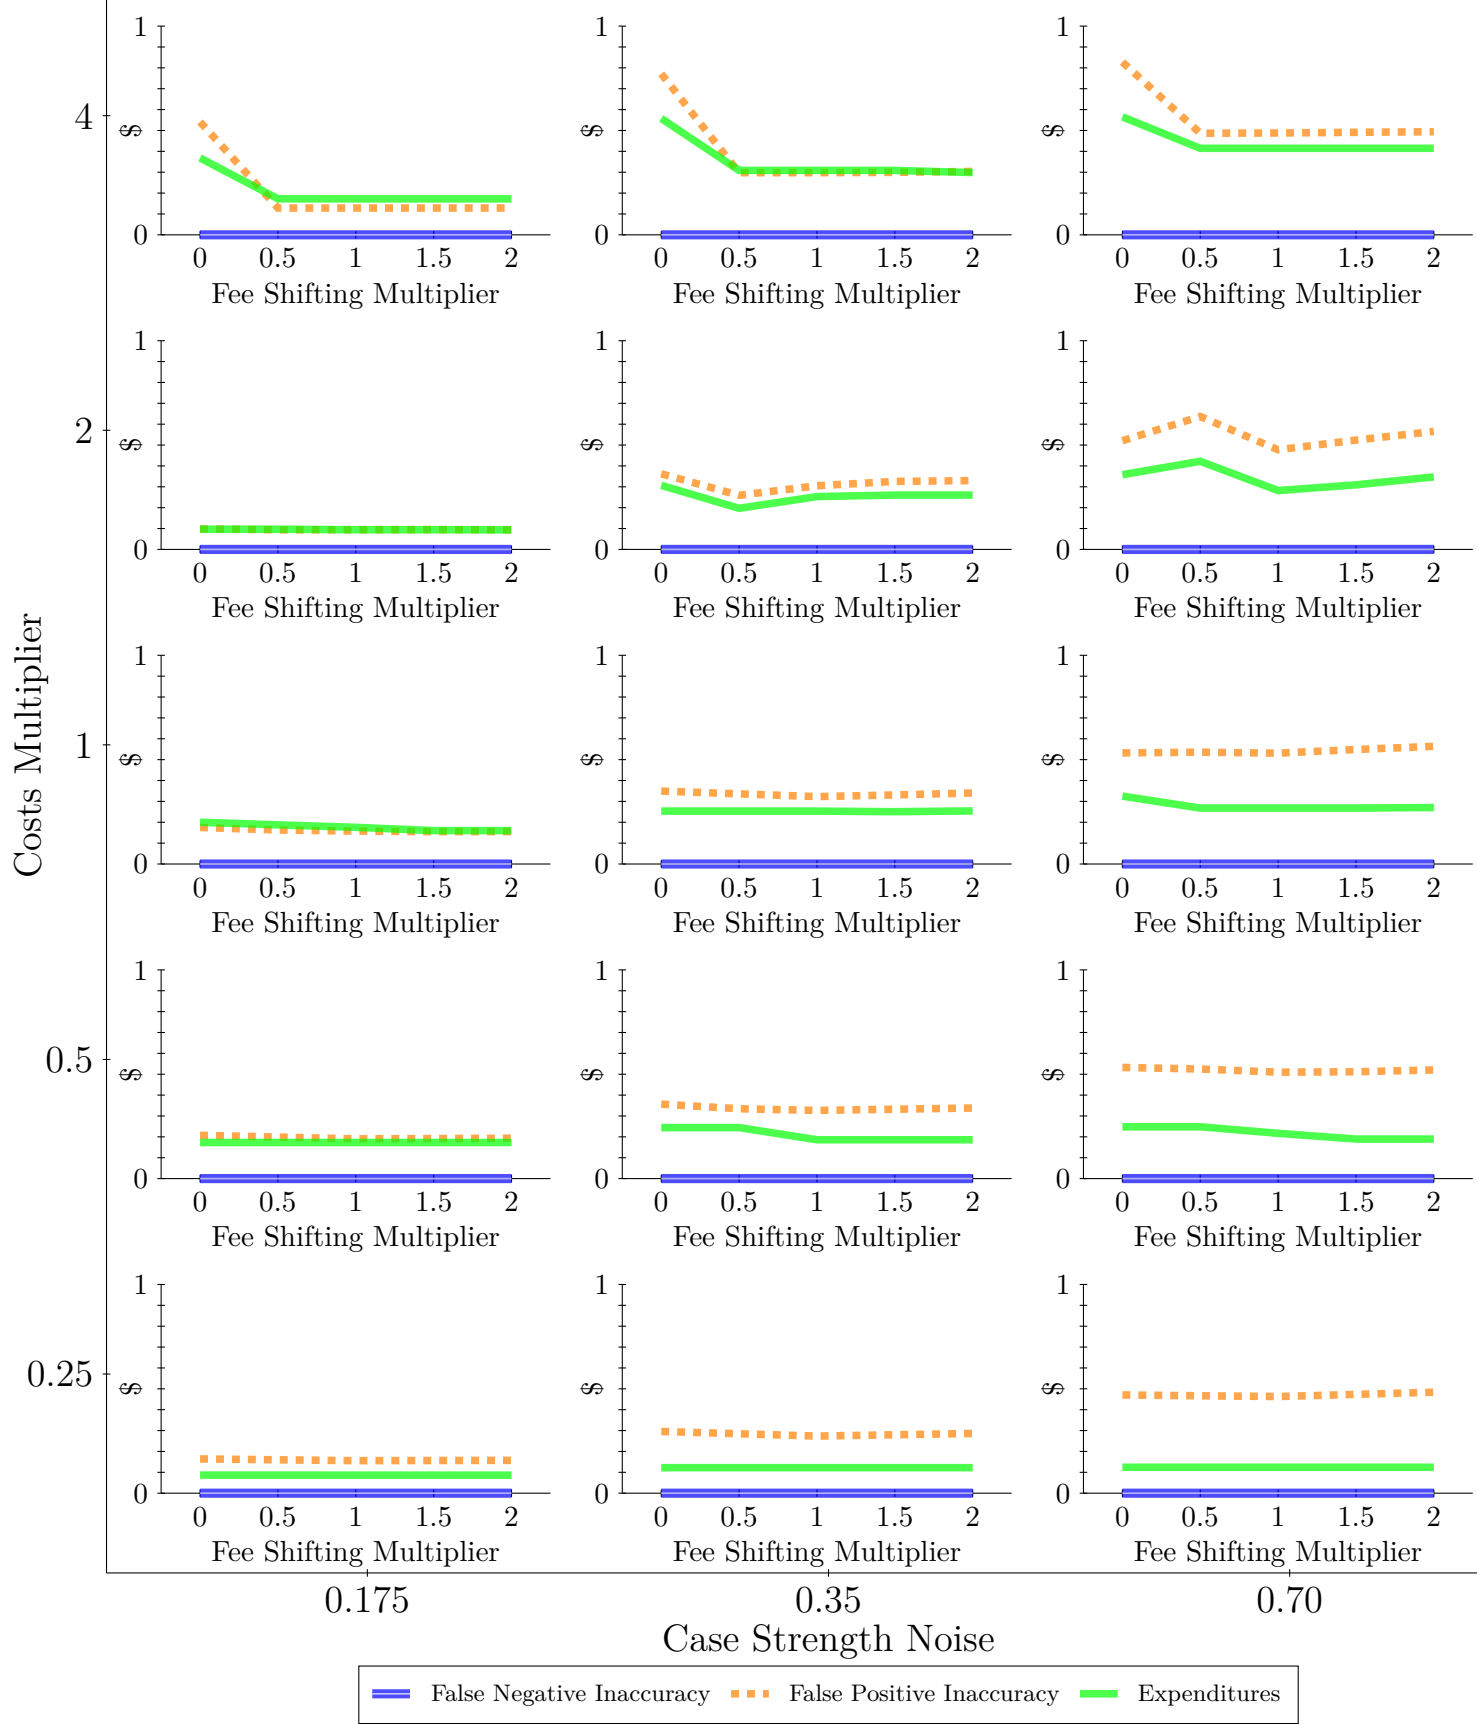 Costs Multiplier
4
1
$
0
0 0.5 1 1.5 2
Fee Shifting Multiplier
1
$
0
0 0.5 1 1.5 2
Fee Shifting Multiplier
1
$
0
0 0.5 1 1.5 2
Fee Shifting Multiplier
2
1
$
0
0 0.5 1 1.5 2
Fee Shifting Multiplier
1
$
0
0 0.5 1 1.5 2
Fee Shifting Multiplier
1
$
0
0 0.5 1 1.5 2
Fee Shifting Multiplier
1
1
$
0
0 0.5 1 1.5 2
Fee Shifting Multiplier
1
$
0
0 0.5 1 1.5 2
Fee Shifting Multiplier
1
$
0
0 0.5 1 1.5 2
Fee Shifting Multiplier
0.5
1
$
0
0 0.5 1 1.5 2
Fee Shifting Multiplier
1
$
0
0 0.5 1 1.5 2
Fee Shifting Multiplier
1
$
0
0 0.5 1 1.5 2
Fee Shifting Multiplier
0.25
1
$
0
0 0.5 1 1.5 2
Fee Shifting Multiplier
1
$
0
0 0.5 1 1.5 2
Fee Shifting Multiplier
1
$
0
0 0.5 1 1.5 2
Fee Shifting Multiplier
0.175 0.35 0.70
Case Strength Noise
False Negative Inaccuracy False Positive Inaccuracy Expenditures